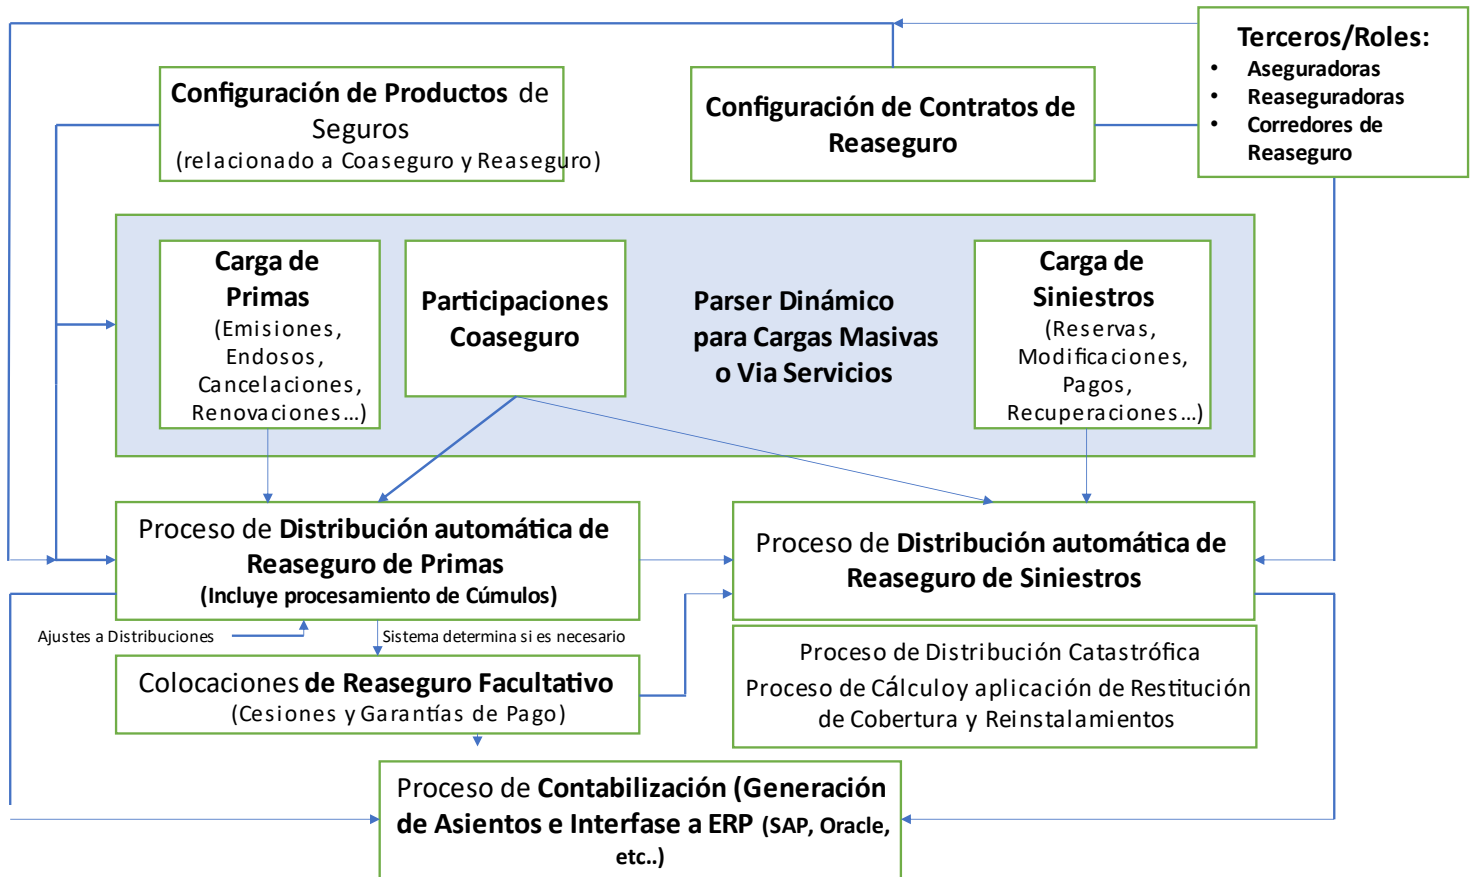 Terceros/Roles:
• Aseguradoras
• Reaseguradoras
• Corredores de
Reaseguro
Configuración de Productos de
Seguros
(relacionado a Coaseguro y Reaseguro)
Configuración de Contratos de
Reaseguro
Carga de
Primas
(Emisiones,
Endosos,
Cancelaciones,
Renovaciones…)
Participaciones
Coaseguro
Parser Dinámico
para Cargas Masivas
o Via Servicios
Carga de
Siniestros
(Reservas,
Modificaciones,
Pagos,
Recuperaciones…)
Proceso de Distribución automática de
Reaseguro de Primas
(Incluye procesamiento de Cúmulos)
Proceso de Distribución automática de
Reaseguro de Siniestros
Ajustes a Distribuciones
Sistema determina si es necesario
Colocaciones de Reaseguro Facultativo
(Cesiones y Garantías de Pago)
Proceso de Distribución Catastrófica
Proceso de Cálculoy aplicación de Restitución
de Cobertura y Reinstalamientos
Proceso de Contabilización (Generación
de Asientos e Interfase a ERP (SAP, Oracle,
etc..)